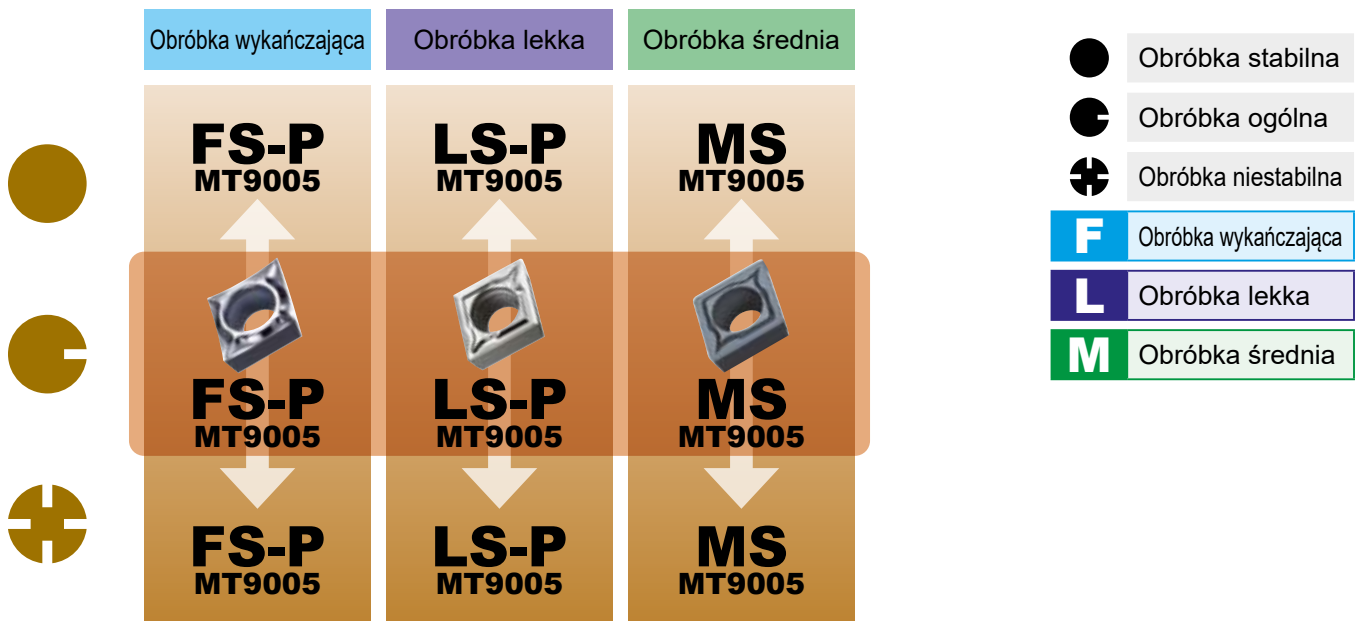 Obróbka wykańczająca
Obróbka lekka
Obróbka średnia
FS-P
MT9005
LS-P
MT9005
MS
MT9005
FS-P
MT9005
LS-P
MT9005
MS
MT9005
FS-P
MT9005
LS-P
MT9005
MS
MT9005
Obróbka stabilna
Obróbka ogólna
Obróbka niestabilna
F Obróbka wykańczająca
L Obróbka lekka
M Obróbka średnia